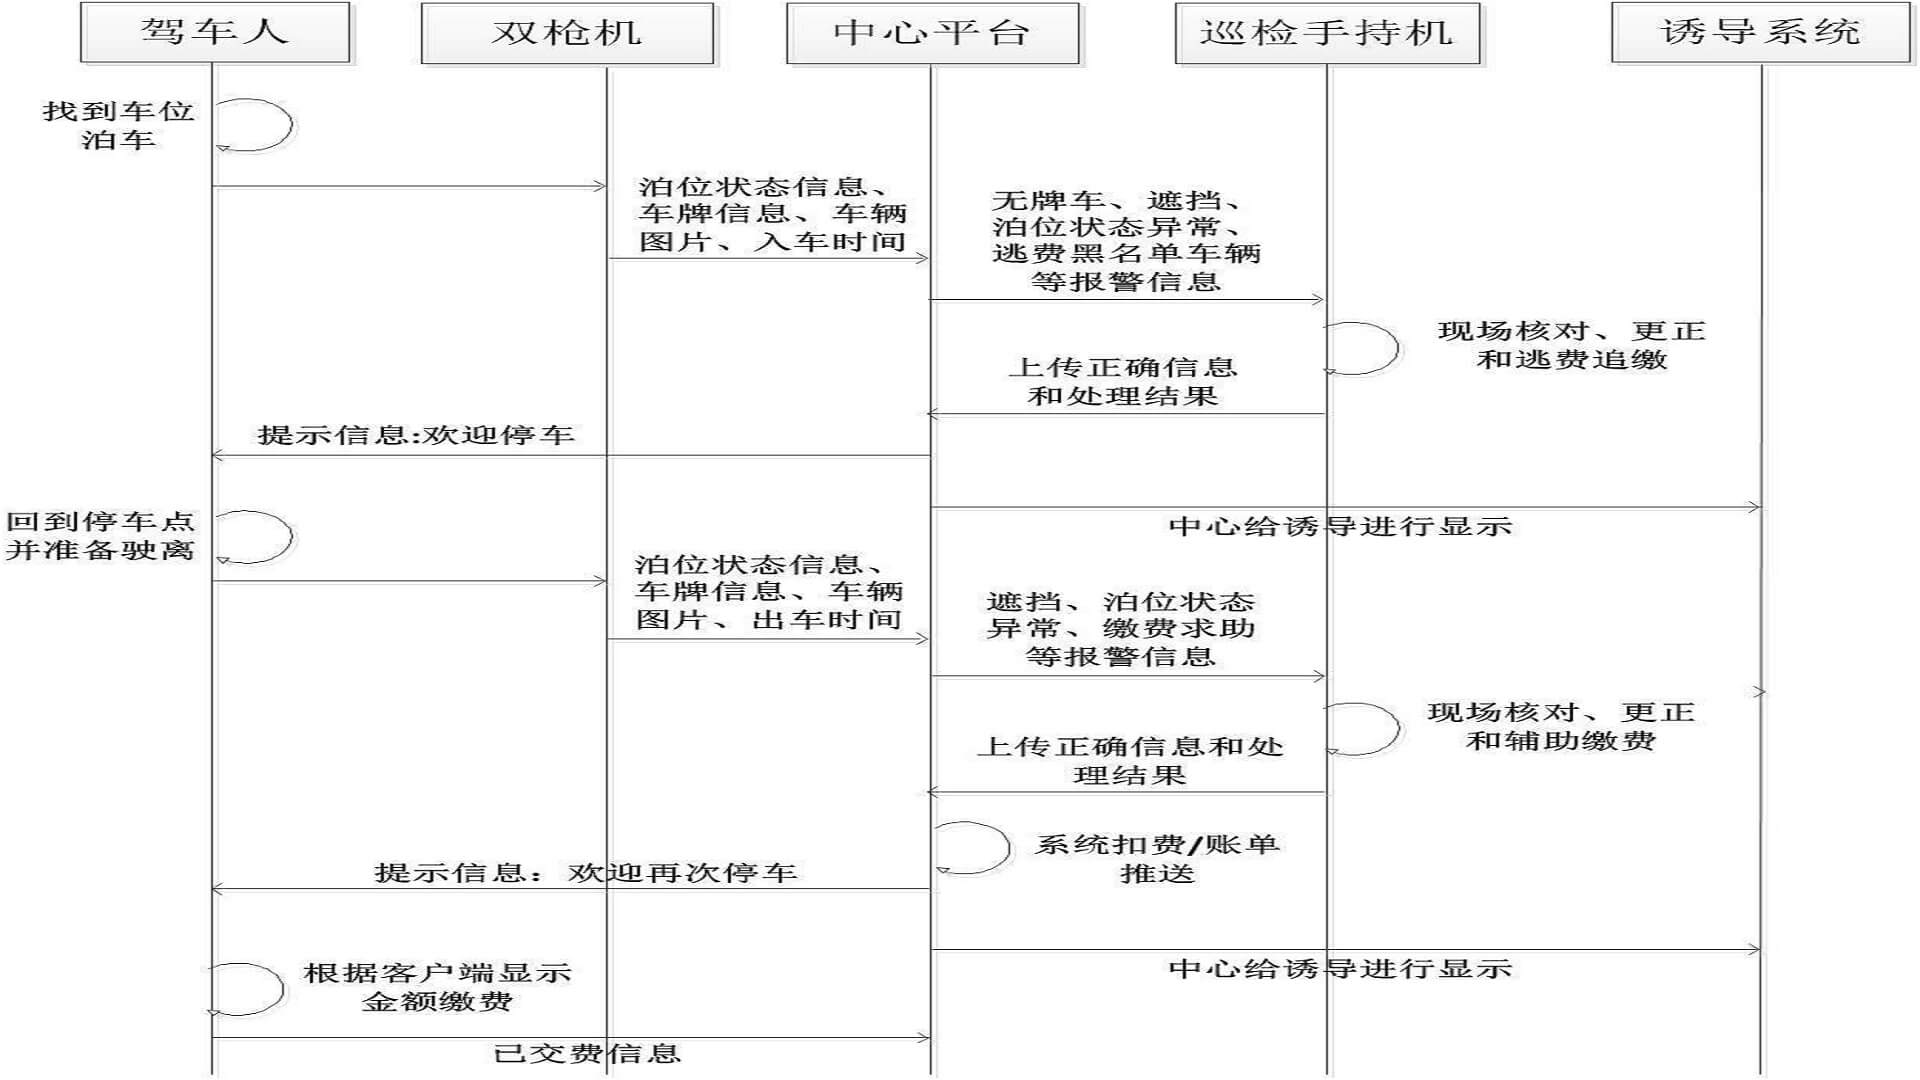 驾车人
双枪机
中心平台
巡检手持机
诱导系统
找到车位
泊车
泊位状态信息、
车牌信息、车辆
图片、入车时间
无牌车、遮挡、
泊位状态异常、
逃费黑名单车辆
等报警信息
现场核对、更正
和逃费追缴
上传正确信息
和处理结果
提示信息:欢迎停车
中心给诱导进行显示
回到停车点
并准备驶离
泊位状态信息、
车牌信息、车辆
图片、出车时间
遮挡、泊位状态
异常、缴费求助
等报警信息
现场核对、更正
和辅助缴费
上传正确信息和处
理结果
系统扣费/账单
推送
提示信息：欢迎再次停车
中心给诱导进行显示
根据客户端显示
金额缴费
已交费信息